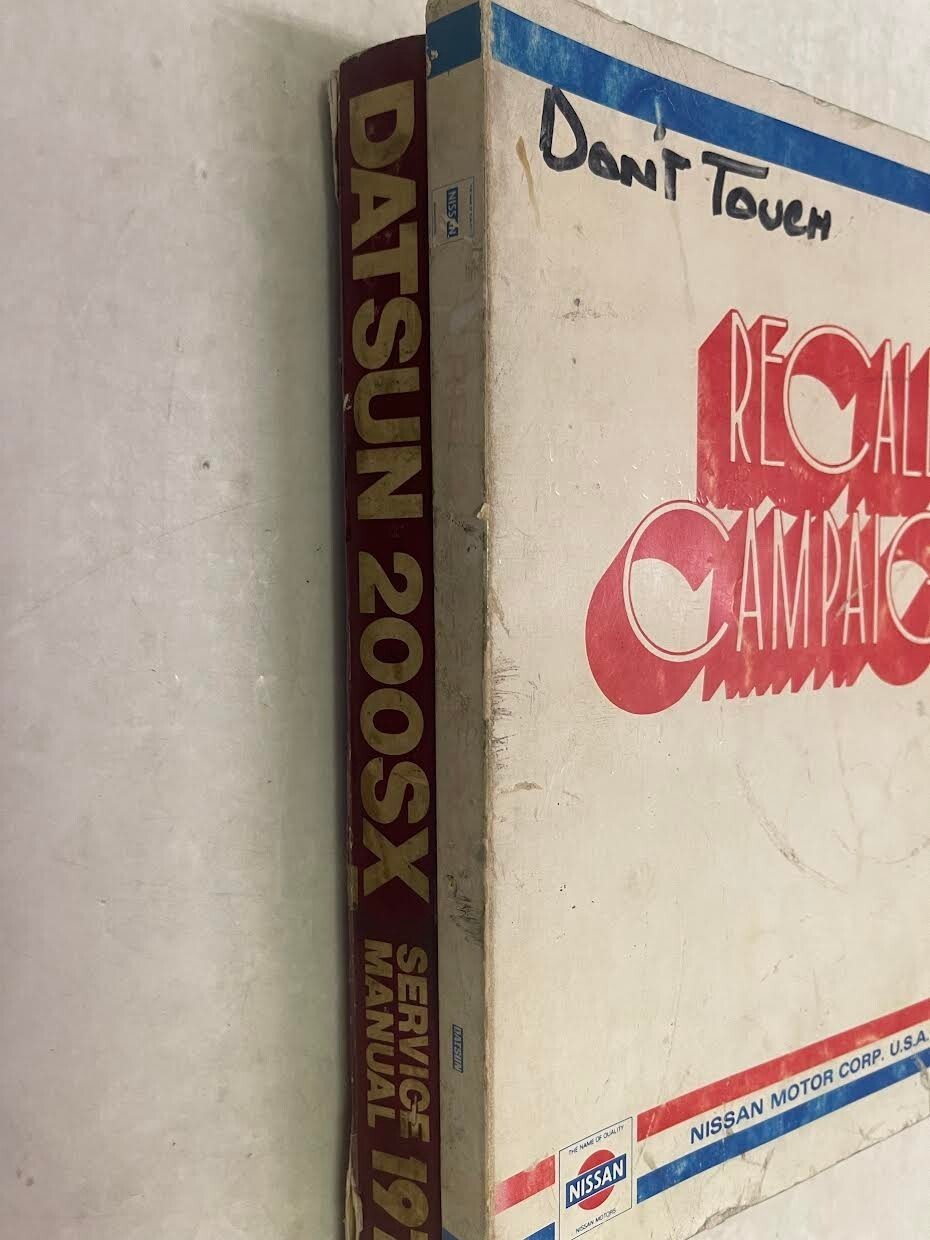 DATSUN 200SX
SERVICE
MANUAL
NISSAN
DATSUN
Don't Touch
RECALL
CAMPAIG
NISSAN MOTOR CORP. U.S.A.
THE NAME OF QUALITY
NISSAN
NISSAN MOTORS